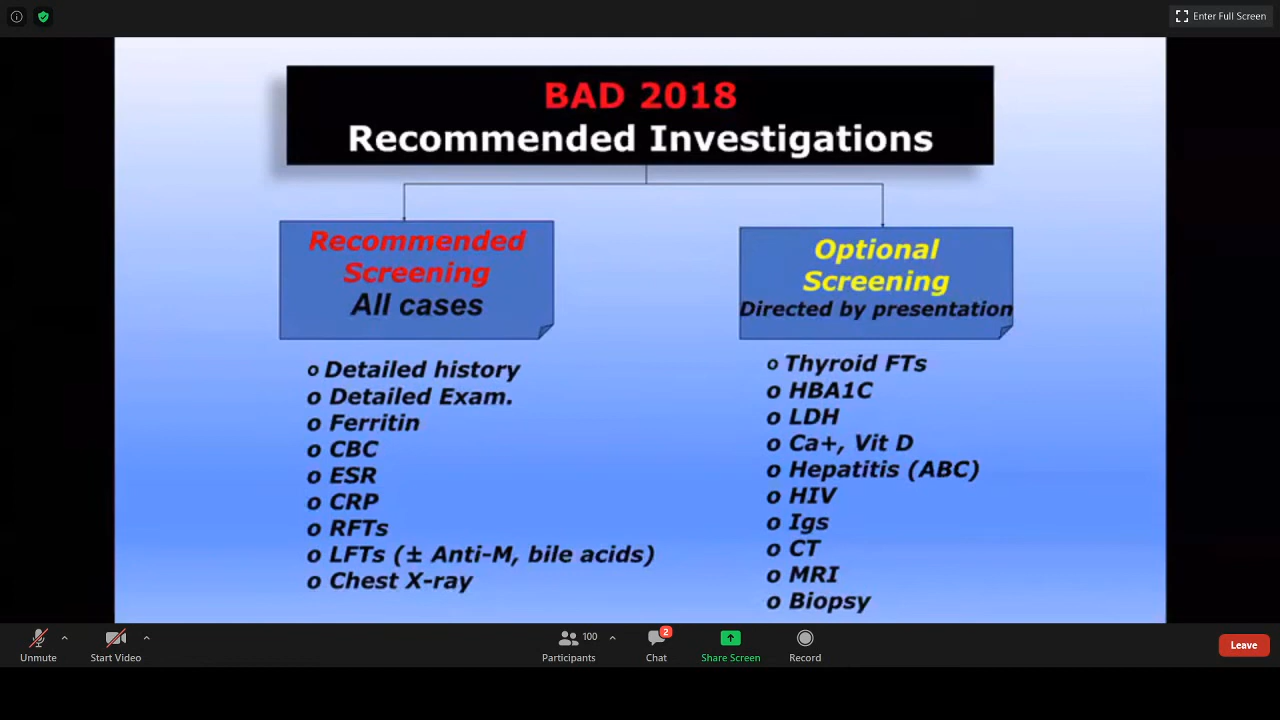 Enter Full Screen
BAD 2018
Recommended Investigations
Recommended
Screening
All cases
o Detailed history
o Detailed Exam.
o Ferritin
o CBC
o ESR
o CRP
o RFTs
o LFTs (± Anti-M, bile acids)
o Chest X-ray
Optional
Screening
Directed by presentation
o Thyroid FTs
o HBA1C
o LDH
o Ca+, Vit D
o Hepatitis (ABC)
o HIV
o Igs
o CT
o MRI
o Biopsy
Unmute
Start Video
100
Participants
2
Chat
Share Screen
Record
Leave